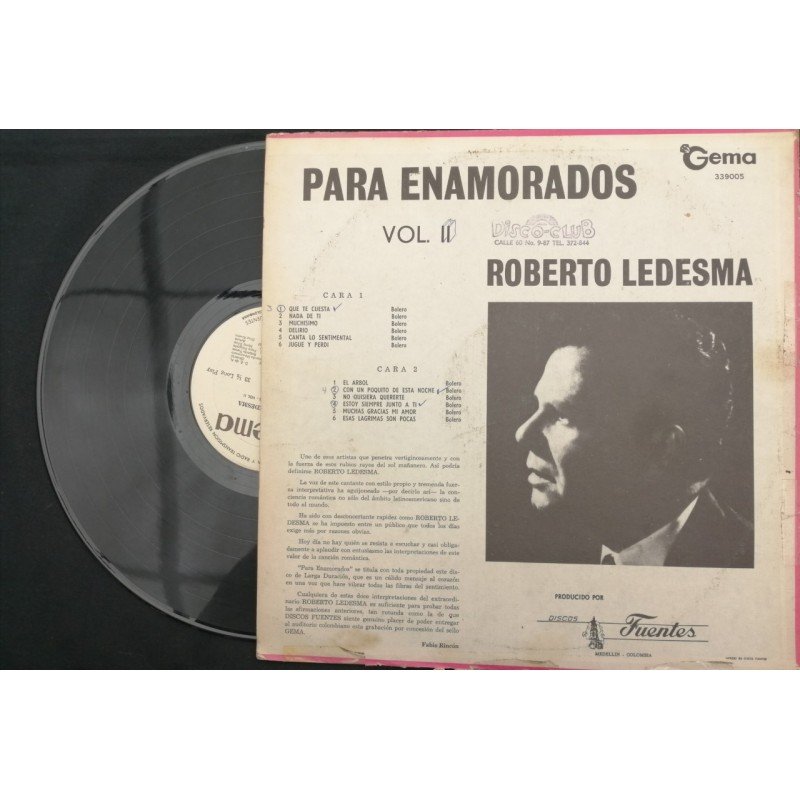 Gema
339005
PARA ENAMORADOS
VOL. II
DISCO-CLUB
CALLE 60 No. 9-87 TEL. 372-844
ROBERTO LEDESMA
CARA 1
3 1 QUE TE CUESTA Bolero
2 NADA DE TI Bolero
3 MUCHISIMO Bolero
4 DELIRIO Bolero
5 CANTA LO SENTIMENTAL Bolero
6 JUGUE Y PERDI Bolero
CARA 2
1 EL ARBOL Bolero
4 2 CON UN POQUITO DE ESTA NOCHE Bolero
3 NO QUISIERA QUERERTE Bolero
4 ESTOY SIEMPRE JUNTO A TI Bolero
5 MUCHAS GRACIAS MI AMOR Bolero
6 ESAS LAGRIMAS SON POCAS Bolero
Uno de esos artistas que penetra vertiginosamente y con
la fuerza de esos rubios rayos del sol mañanero. Así podría
definirse ROBERTO LEDESMA.
La voz de este cantante con estilo propio y tremenda fuer-
za interpretativa ha aguijoneado —por decirlo así— la con-
ciencia romántica no sólo del ámbito latinoamericano sino de
todo el mundo.
Ha sido con desconcertante rapidez como ROBERTO LE-
DESMA se ha impuesto entre un público que todos los días
exige más por razones obvias.
Hoy día no hay quién se resista a escuchar y casi obliga-
damente a aplaudir con entusiasmo las interpretaciones de este
valor de la canción romántica.
"Para Enamorados" se titula con toda propiedad este dis-
co de Larga Duración, que es un cálido mensaje al corazón
en una voz que hace vibrar todas las fibras del sentimiento.
Cualquiera de estas doce interpretaciones del extraordina-
rio ROBERTO LEDESMA es suficiente para probar todas
las afirmaciones anteriores, tan rotunda como la de que
DISCOS FUENTES siente genuino placer de poder entregar
al auditorio colombiano esta grabación por concesión del sello
GEMA.
Fabio Rincón
PRODUCIDO POR
DISCOS Fuentes
MEDELLIN - COLOMBIA
33 ⅓ Long Play